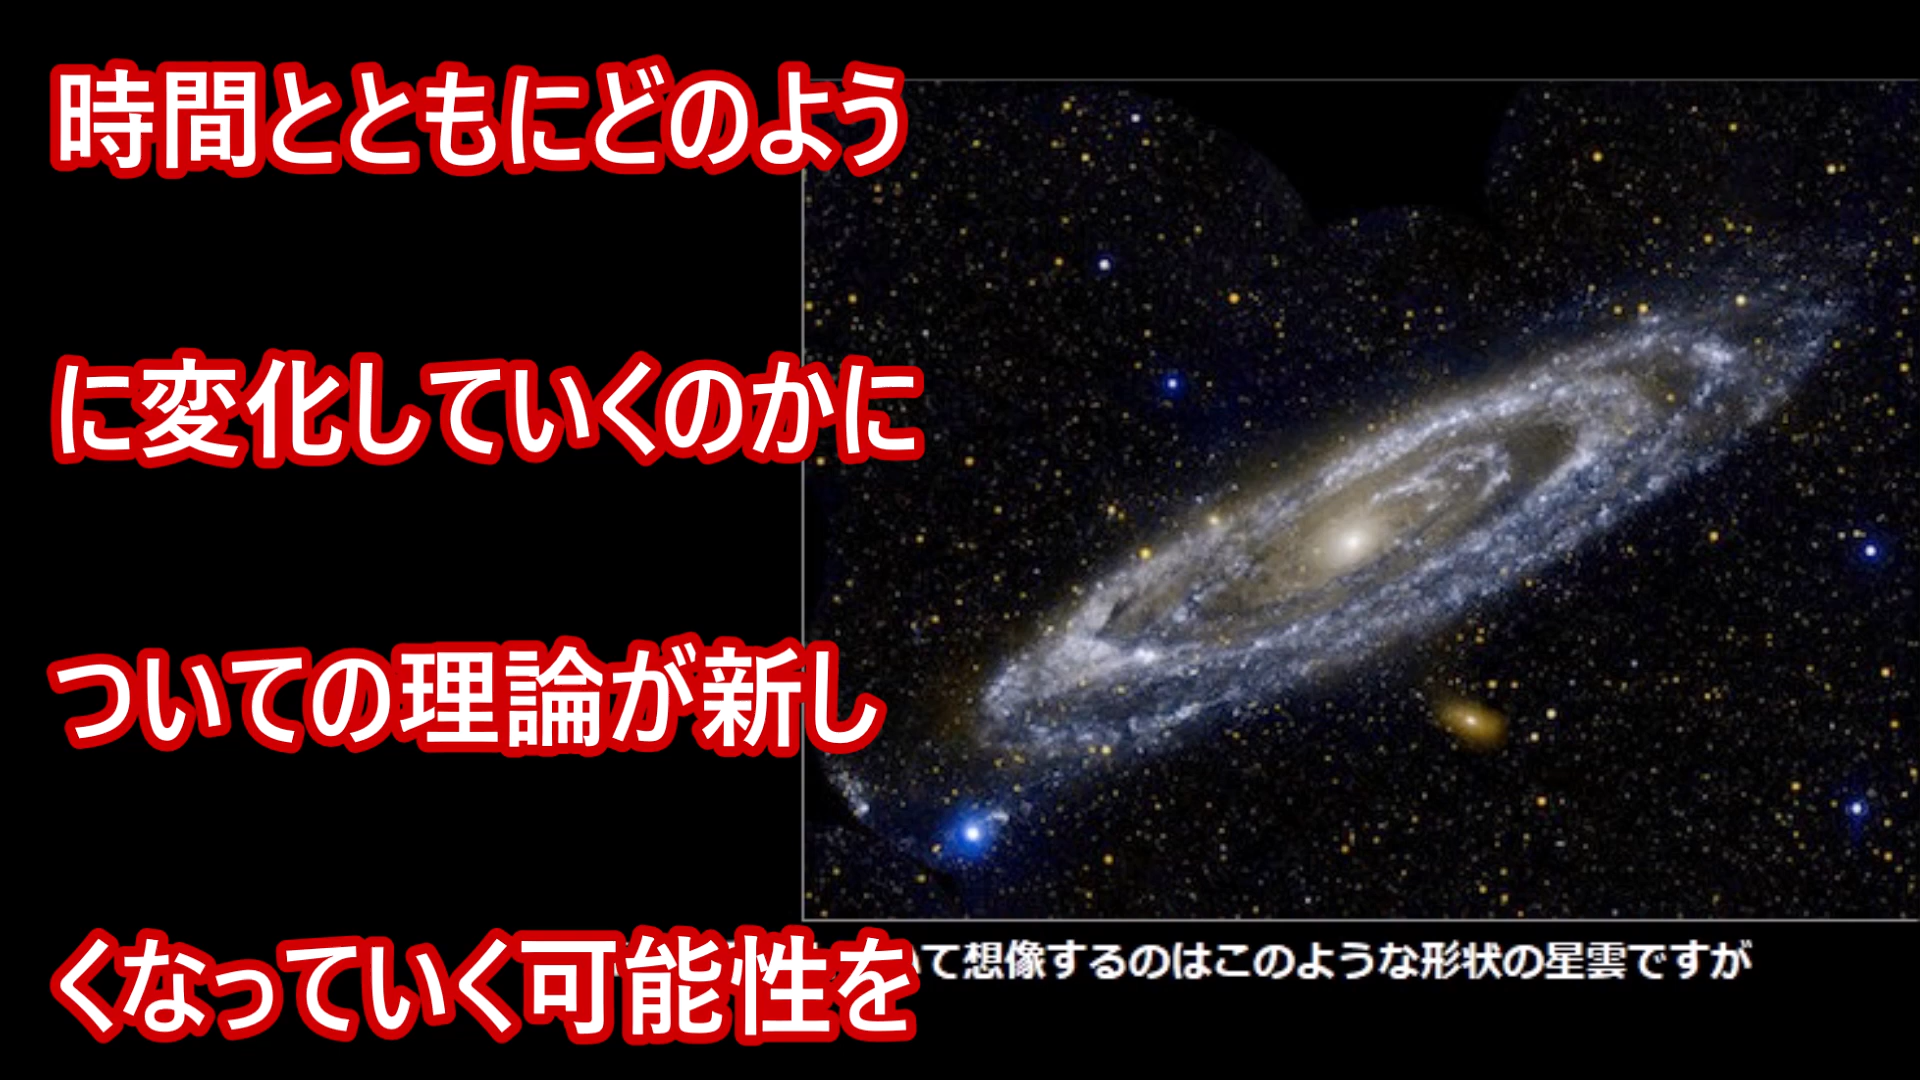 時間とともにどのよう
に変化していくのかに
ついての理論が新し
くなっていく可能性を
て想像するのはこのような形状の星雲ですが